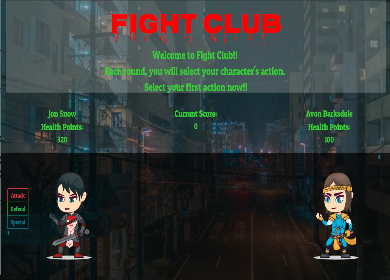 FIGHT CLUB
Welcome to Fight Club!!
Each round, you will select your character's action.
Select your first action now!!
Jon Snow
Health Points:
320
Current Score:
0
Avon Barksdale
Health Points:
100
Attack
Defend
Special